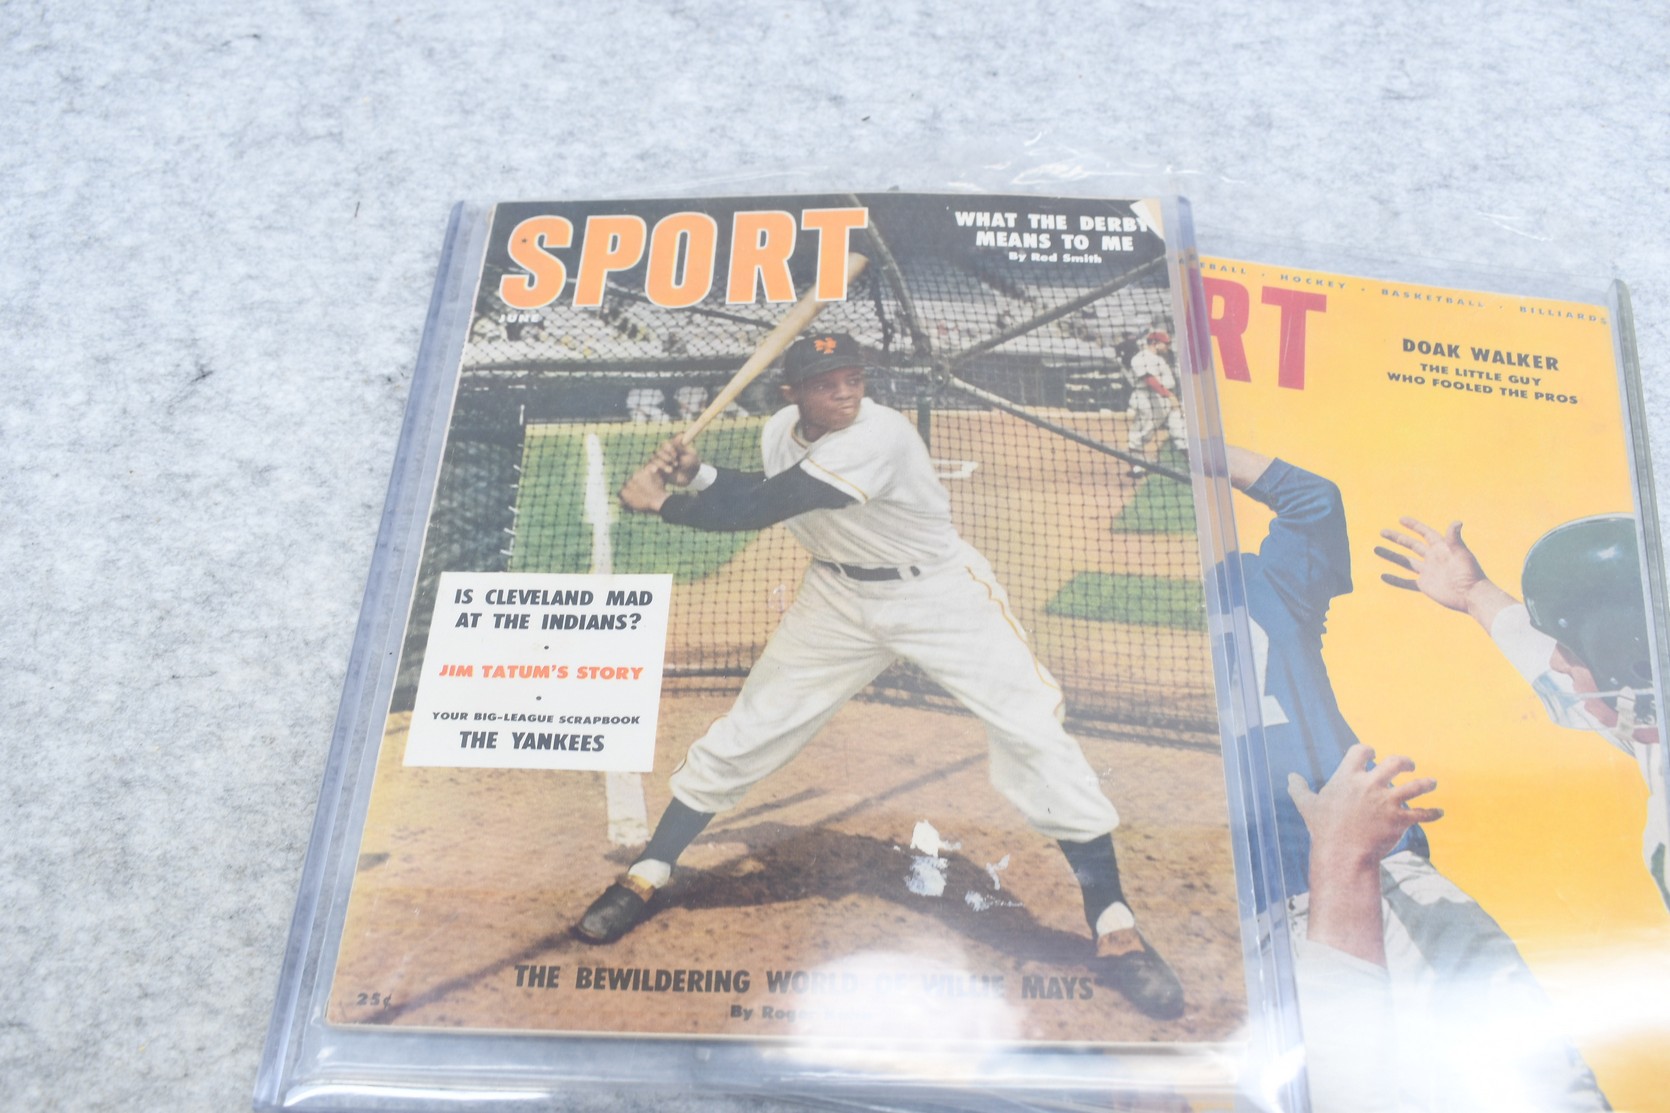 SPORT
JUNE
WHAT THE DERBY
MEANS TO ME
By Red Smith
IS CLEVELAND MAD
AT THE INDIANS?
JIM TATUM'S STORY
YOUR BIG-LEAGUE SCRAPBOOK
THE YANKEES
THE BEWILDERING WORLD OF WILLIE MAYS
By Roger
25¢
HOCKEY • BASKETBALL • BILLIARDS
RT
DOAK WALKER
THE LITTLE GUY
WHO FOOLED THE PROS